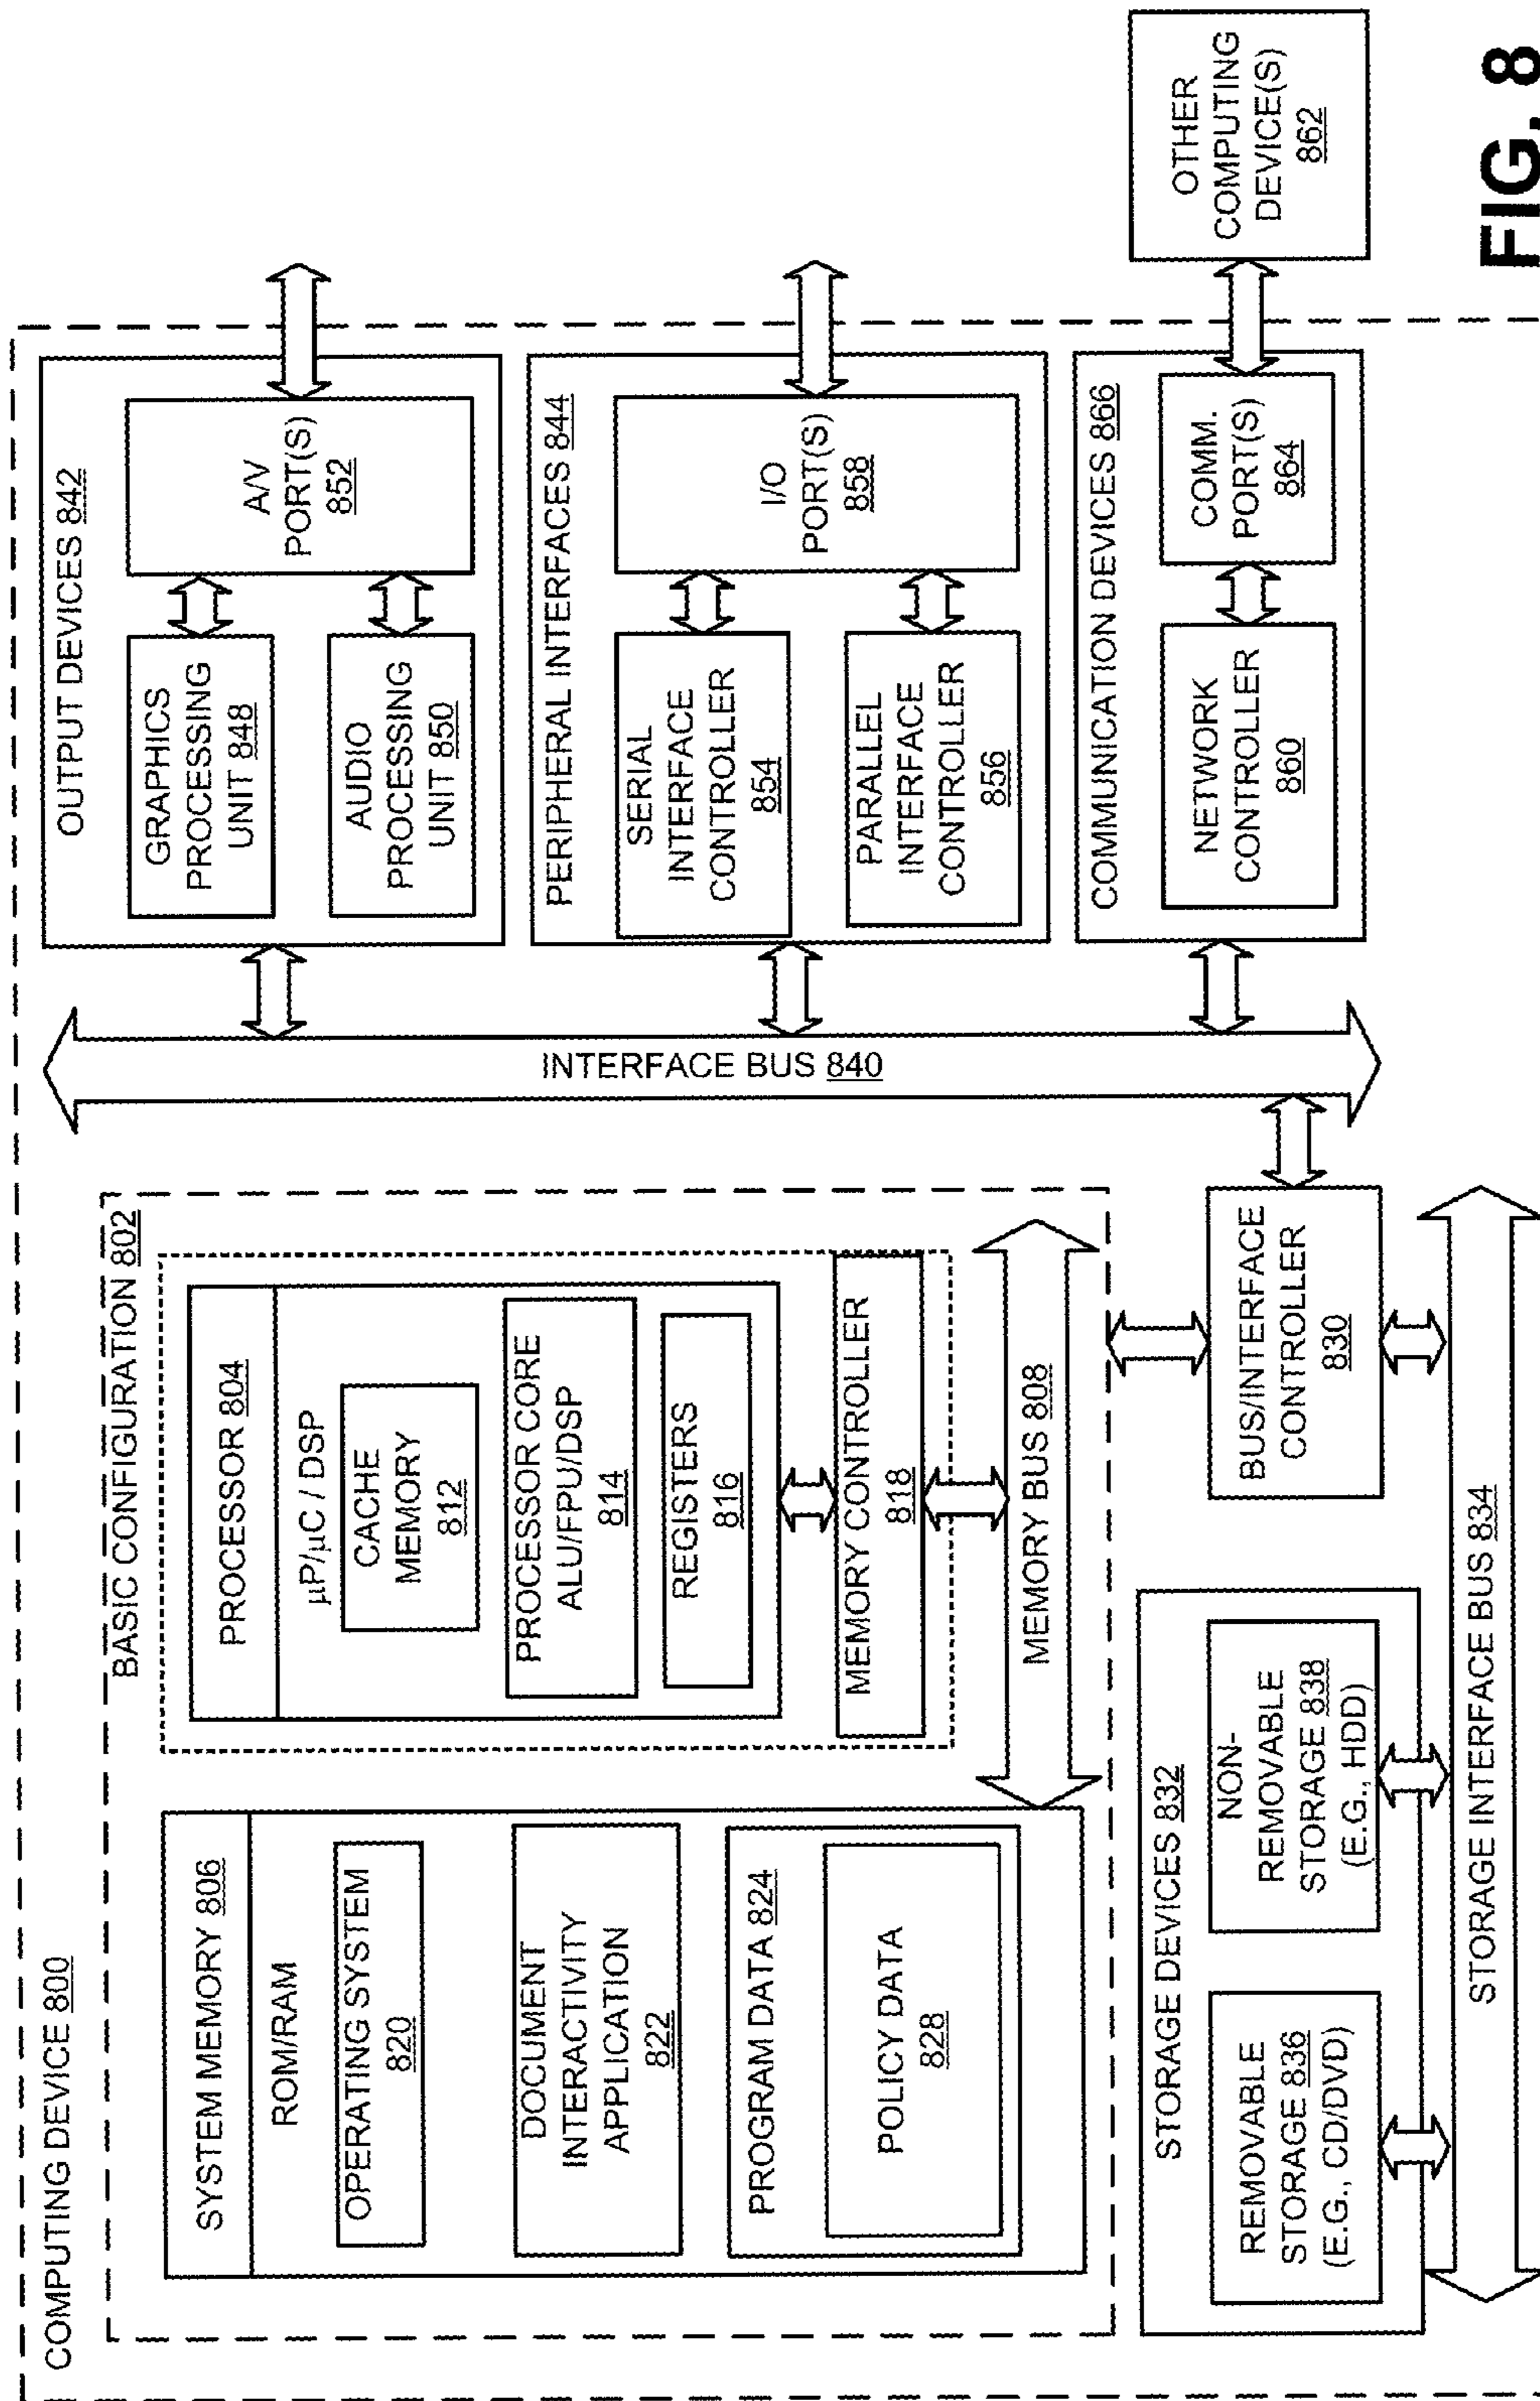 COMPUTING DEVICE 800
BASIC CONFIGURATION 802
SYSTEM MEMORY 806
ROM/RAM
OPERATING SYSTEM
820
DOCUMENT
INTERACTIVITY
APPLICATION
822
PROGRAM DATA 824
POLICY DATA
828
PROCESSOR 804
µP/µC / DSP
CACHE
MEMORY
812
PROCESSOR CORE
ALU/FPU/DSP
814
REGISTERS
816
MEMORY CONTROLLER
818
MEMORY BUS 808
BUS/INTERFACE
CONTROLLER
830
STORAGE DEVICES 832
REMOVABLE
STORAGE 836
(E.G., CD/DVD)
NON-
REMOVABLE
STORAGE 838
(E.G., HDD)
STORAGE INTERFACE BUS 834
INTERFACE BUS 840
OUTPUT DEVICES 842
GRAPHICS
PROCESSING
UNIT 848
AUDIO
PROCESSING
UNIT 850
A/V
PORT(S)
852
PERIPHERAL INTERFACES 844
SERIAL
INTERFACE
CONTROLLER
854
PARALLEL
INTERFACE
CONTROLLER
856
I/O
PORT(S)
858
COMMUNICATION DEVICES 866
NETWORK
CONTROLLER
860
COMM.
PORT(S)
864
OTHER
COMPUTING
DEVICE(S)
862
FIG. 8